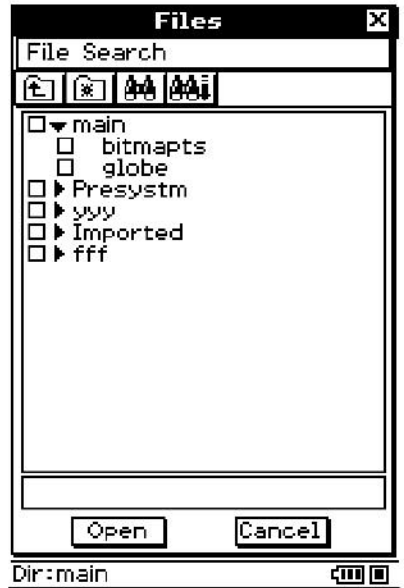 Files
File Search
main
bitmapts
globe
Presystm
yyy
Imported
fff
Open Cancel
Dir:main